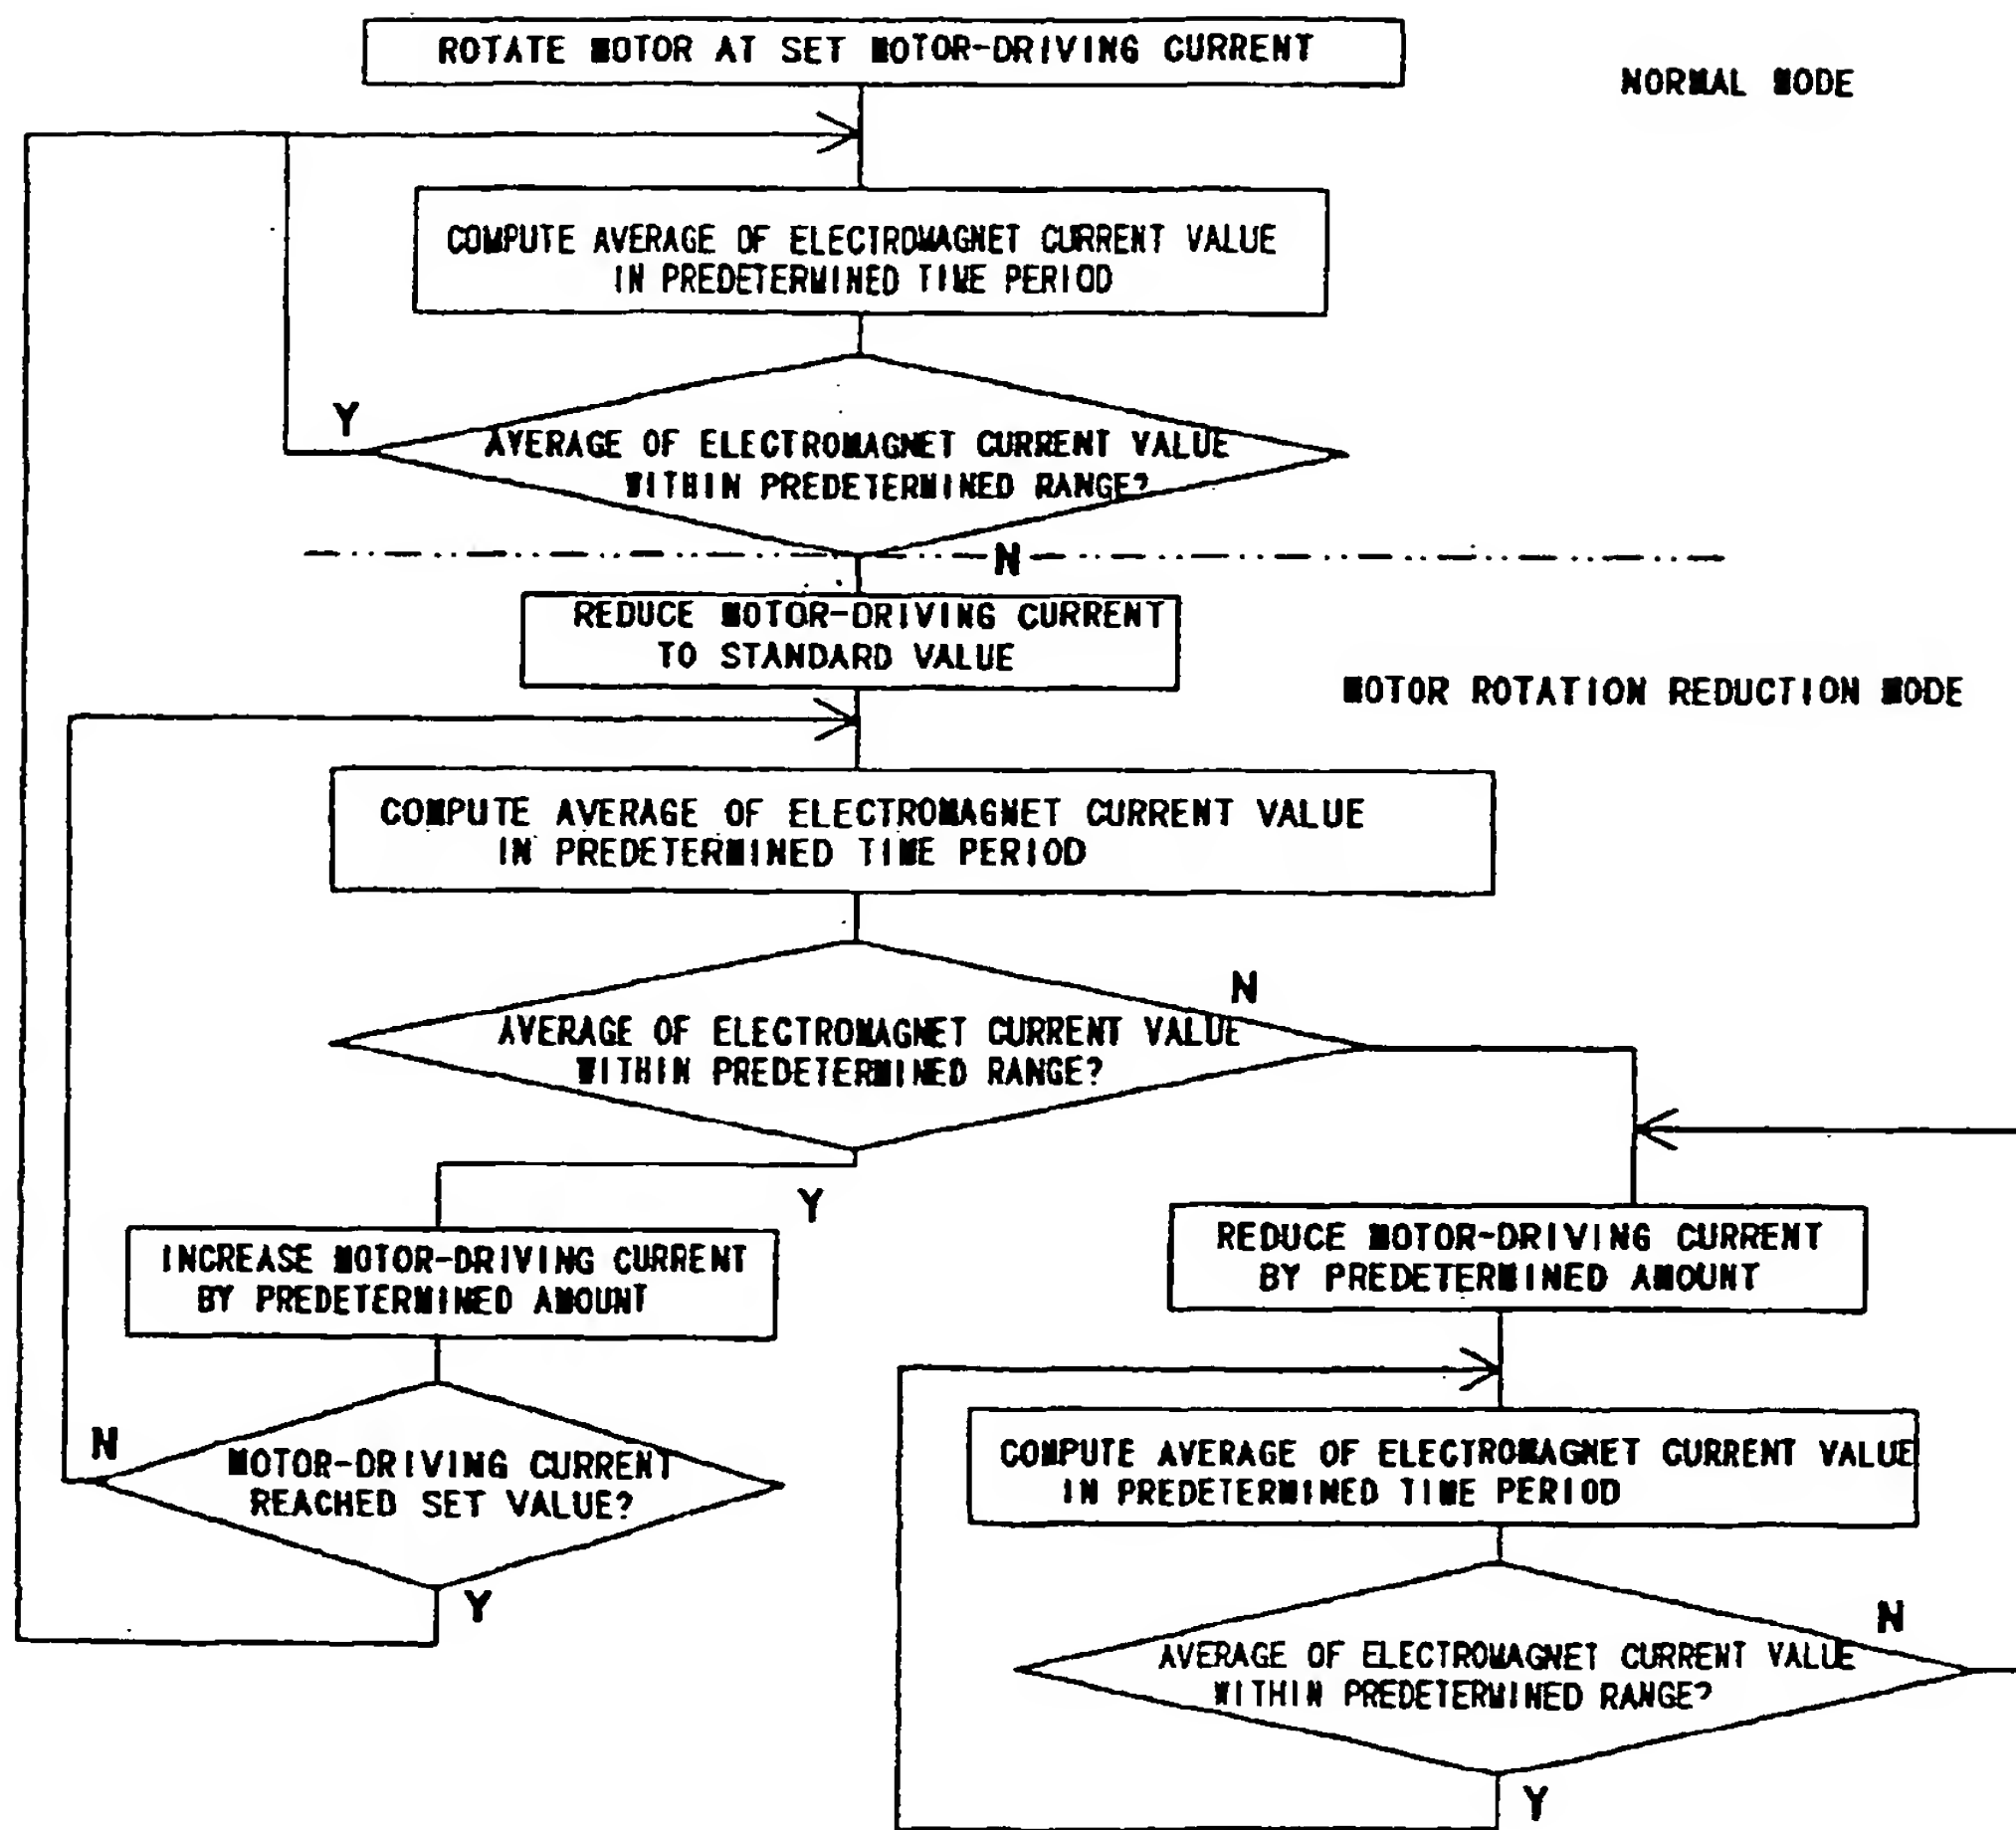 ROTATE MOTOR AT SET MOTOR-DRIVING CURRENT
NORMAL MODE
COMPUTE AVERAGE OF ELECTROMAGNET CURRENT VALUE
IN PREDETERMINED TIME PERIOD
Y
AVERAGE OF ELECTROMAGNET CURRENT VALUE
WITHIN PREDETERMINED RANGE?
N
REDUCE MOTOR-DRIVING CURRENT
TO STANDARD VALUE
MOTOR ROTATION REDUCTION MODE
COMPUTE AVERAGE OF ELECTROMAGNET CURRENT VALUE
IN PREDETERMINED TIME PERIOD
N
AVERAGE OF ELECTROMAGNET CURRENT VALUE
WITHIN PREDETERMINED RANGE?
Y
INCREASE MOTOR-DRIVING CURRENT
BY PREDETERMINED AMOUNT
REDUCE MOTOR-DRIVING CURRENT
BY PREDETERMINED AMOUNT
N
MOTOR-DRIVING CURRENT
REACHED SET VALUE?
Y
COMPUTE AVERAGE OF ELECTROMAGNET CURRENT VALUE
IN PREDETERMINED TIME PERIOD
N
AVERAGE OF ELECTROMAGNET CURRENT VALUE
WITHIN PREDETERMINED RANGE?
Y